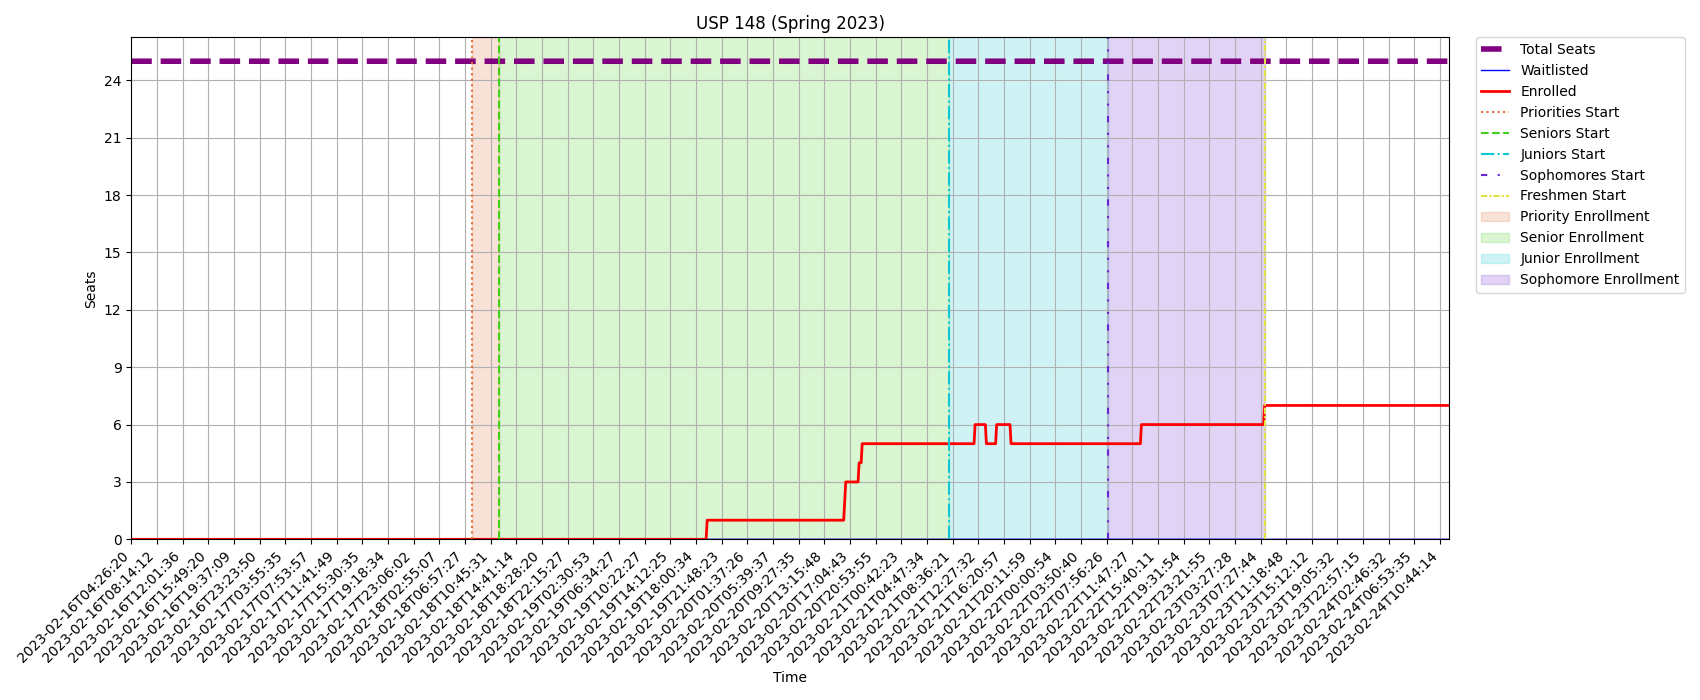 USP 148 (Spring 2023)
Total Seats
Waitlisted
Enrolled
Priorities Start
Seniors Start
Juniors Start
Sophomores Start
Freshmen Start
Priority Enrollment
Senior Enrollment
Junior Enrollment
Sophomore Enrollment
Seats
24
21
18
15
12
9
6
3
0
2023-02-16T04:26:20
2023-02-16T08:14:12
2023-02-16T12:01:36
2023-02-16T15:49:20
2023-02-16T19:37:09
2023-02-16T23:23:50
2023-02-17T03:55:35
2023-02-17T07:53:57
2023-02-17T11:41:49
2023-02-17T15:30:35
2023-02-17T19:18:34
2023-02-17T23:06:02
2023-02-18T02:55:07
2023-02-18T06:57:27
2023-02-18T10:45:31
2023-02-18T14:41:14
2023-02-18T18:28:20
2023-02-18T22:15:27
2023-02-19T02:30:53
2023-02-19T06:34:27
2023-02-19T10:22:27
2023-02-19T14:12:25
2023-02-19T18:00:34
2023-02-19T21:48:23
2023-02-20T01:37:26
2023-02-20T05:39:37
2023-02-20T09:27:35
2023-02-20T13:15:48
2023-02-20T17:04:43
2023-02-20T20:53:55
2023-02-21T00:42:23
2023-02-21T04:47:34
2023-02-21T08:36:21
2023-02-21T12:27:32
2023-02-21T16:20:57
2023-02-21T20:11:59
2023-02-22T00:00:54
2023-02-22T03:50:40
2023-02-22T07:56:26
2023-02-22T11:47:27
2023-02-22T15:40:11
2023-02-22T19:31:54
2023-02-22T23:21:55
2023-02-23T03:27:28
2023-02-23T07:27:44
2023-02-23T11:18:48
2023-02-23T15:12:12
2023-02-23T19:05:32
2023-02-23T22:57:15
2023-02-24T02:46:32
2023-02-24T06:53:35
2023-02-24T10:44:14
Time